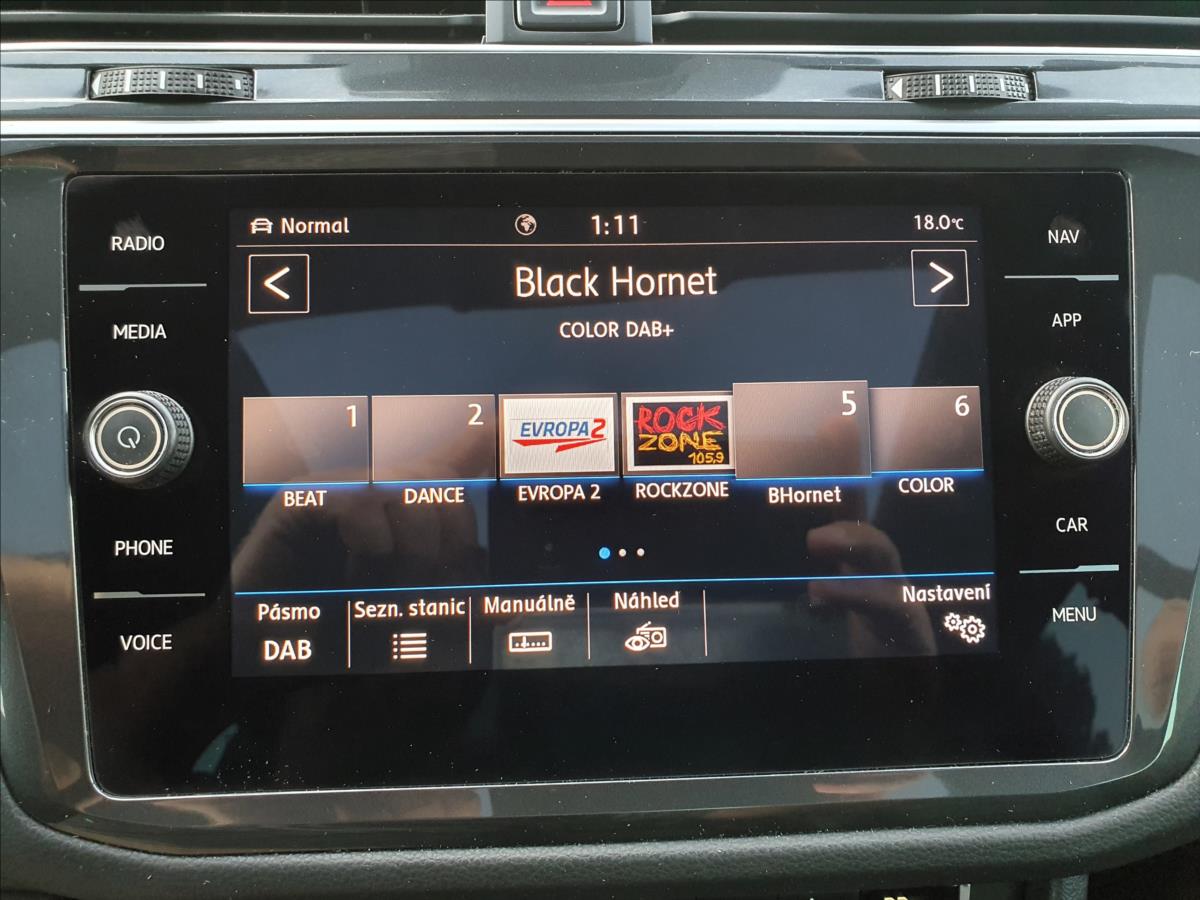 RADIO
MEDIA
PHONE
VOICE
Normal
1:11
18.0°C
<
Black Hornet
>
COLOR DAB+
1
2
EVROPA 2
ROCK
ZONE
105,9
5
6
BEAT
DANCE
EVROPA 2
ROCKZONE
BHornet
COLOR
Pásmo
DAB
Sezn. stanic
Manuálně
Náhled
Nastavení
NAV
APP
CAR
MENU